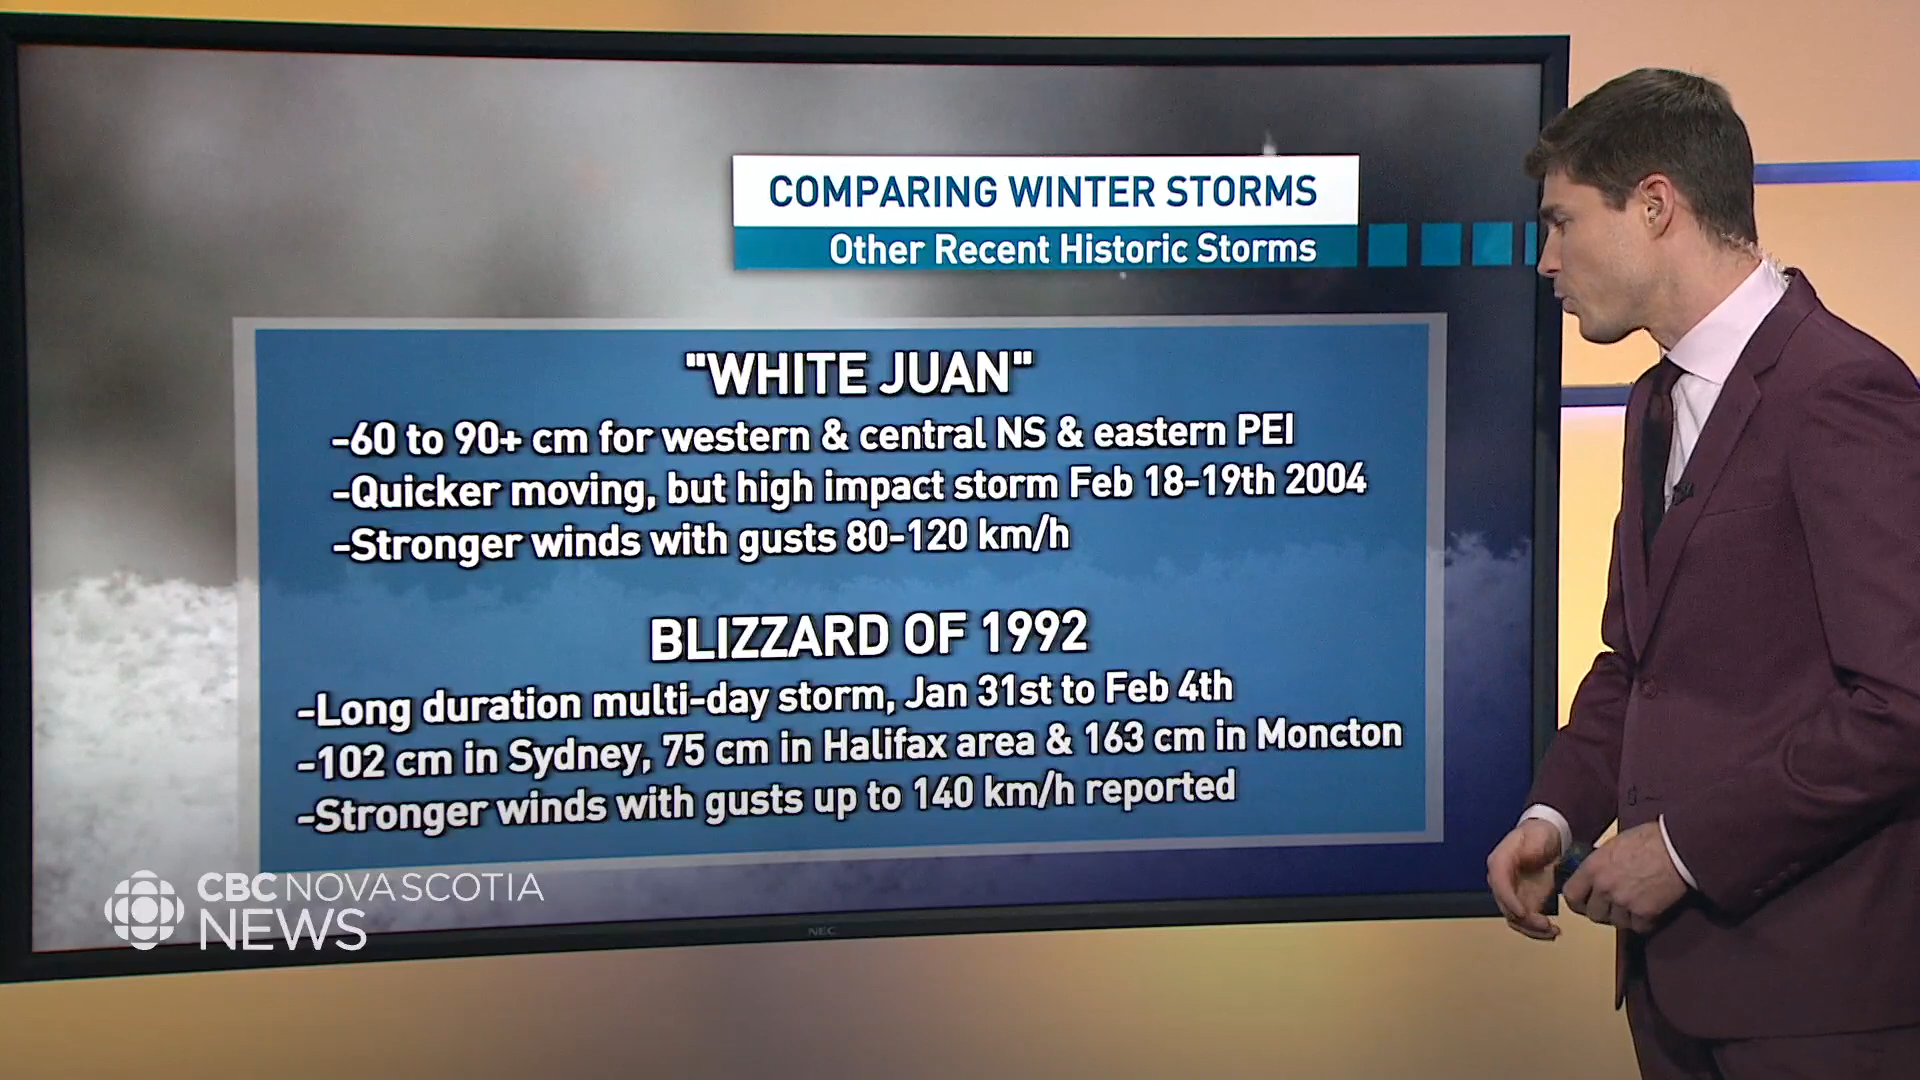 COMPARING WINTER STORMS
Other Recent Historic Storms
"WHITE JUAN"
-60 to 90+ cm for western & central NS & eastern PEI
-Quicker moving, but high impact storm Feb 18-19th 2004
-Stronger winds with gusts 80-120 km/h
BLIZZARD OF 1992
-Long duration multi-day storm, Jan 31st to Feb 4th
-102 cm in Sydney, 75 cm in Halifax area & 163 cm in Moncton
-Stronger winds with gusts up to 140 km/h reported
CBC NOVA SCOTIA
NEWS
NEC